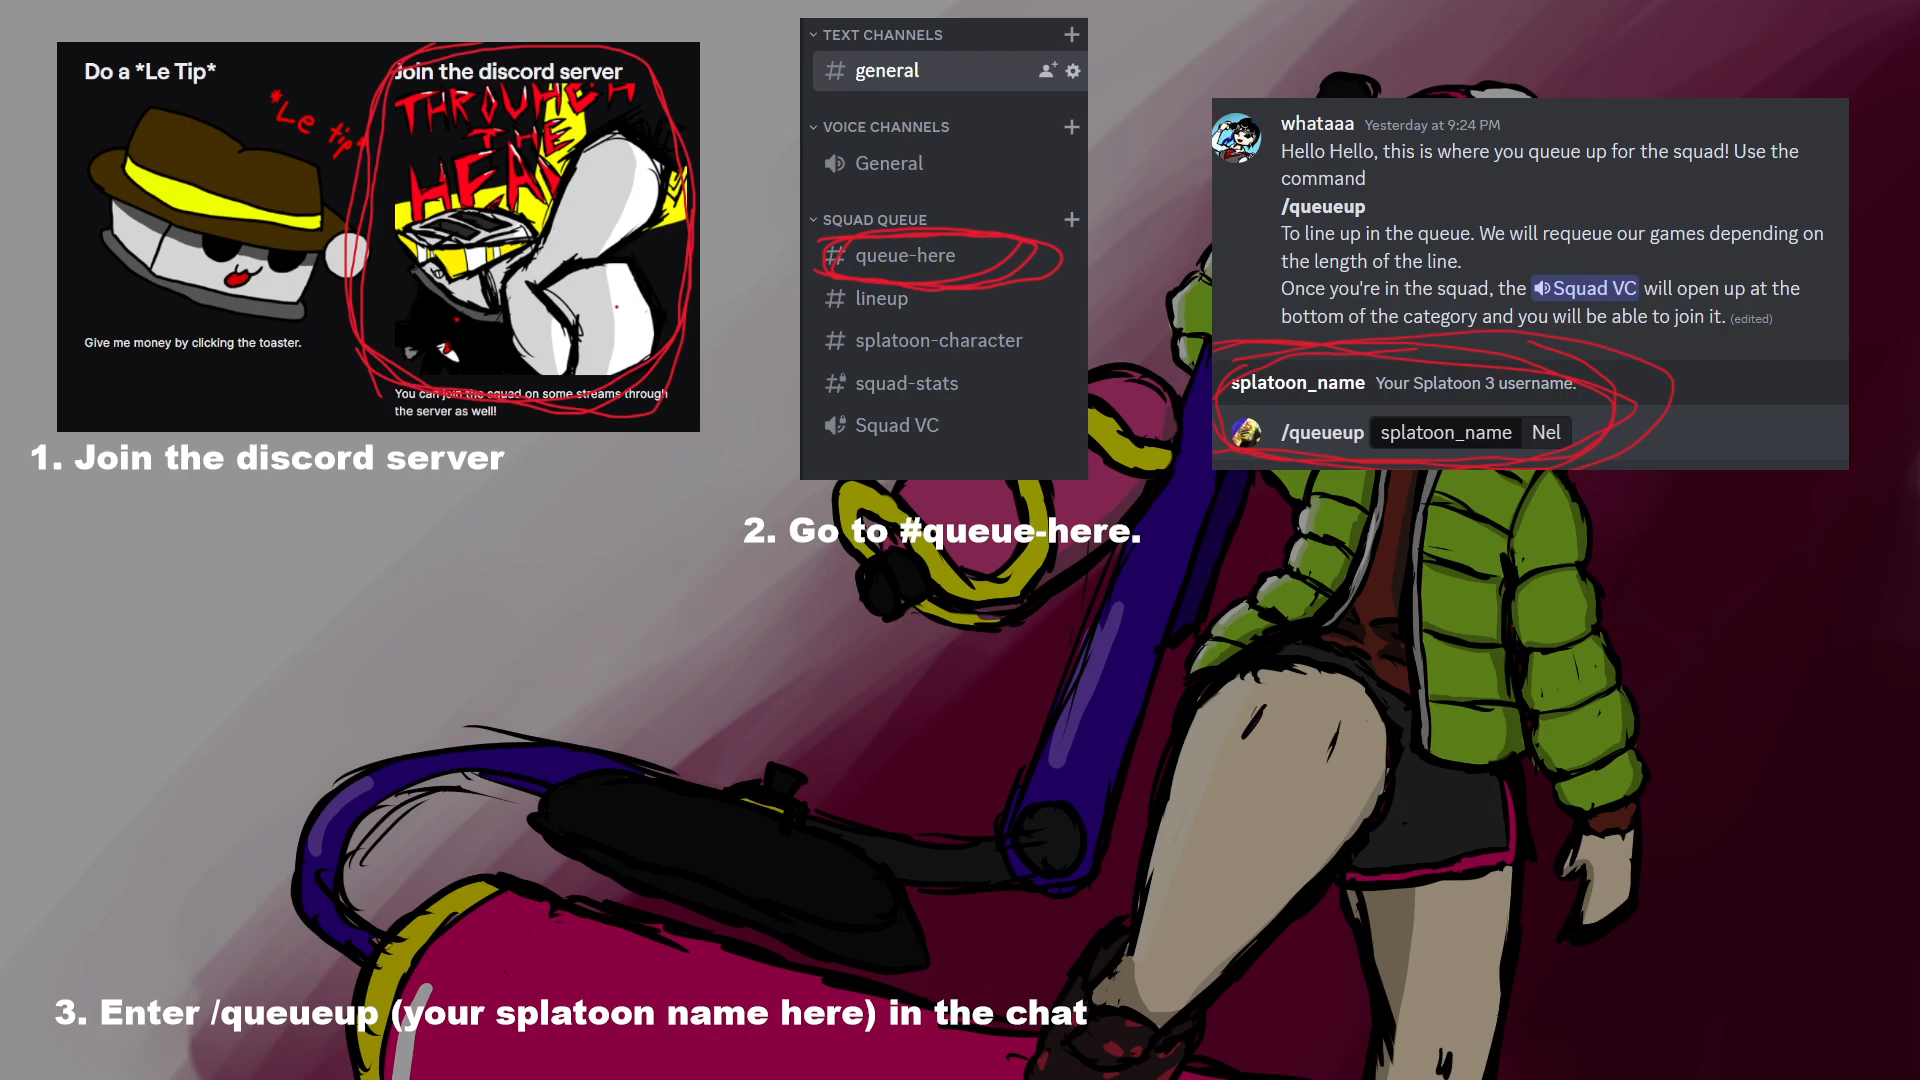 Do a *Le Tip*
*Le tip*
Give me money by clicking the toaster.
Join the discord server
THE
You can join the squad on some streams through
the server as well!
1. Join the discord server
TEXT CHANNELS
general
VOICE CHANNELS
General
SQUAD QUEUE
queue-here
lineup
splatoon-character
squad-stats
Squad VC
2. Go to #queue-here.
whataaa Yesterday at 9:24 PM
Hello Hello, this is where you queue up for the squad! Use the
command
/queueup
To line up in the queue. We will requeue our games depending on
the length of the line.
Once you're in the squad, the Squad VC will open up at the
bottom of the category and you will be able to join it. (edited)
splatoon_name Your Splatoon 3 username.
/queueup splatoon_name Nel
3. Enter /queueup (your splatoon name here) in the chat